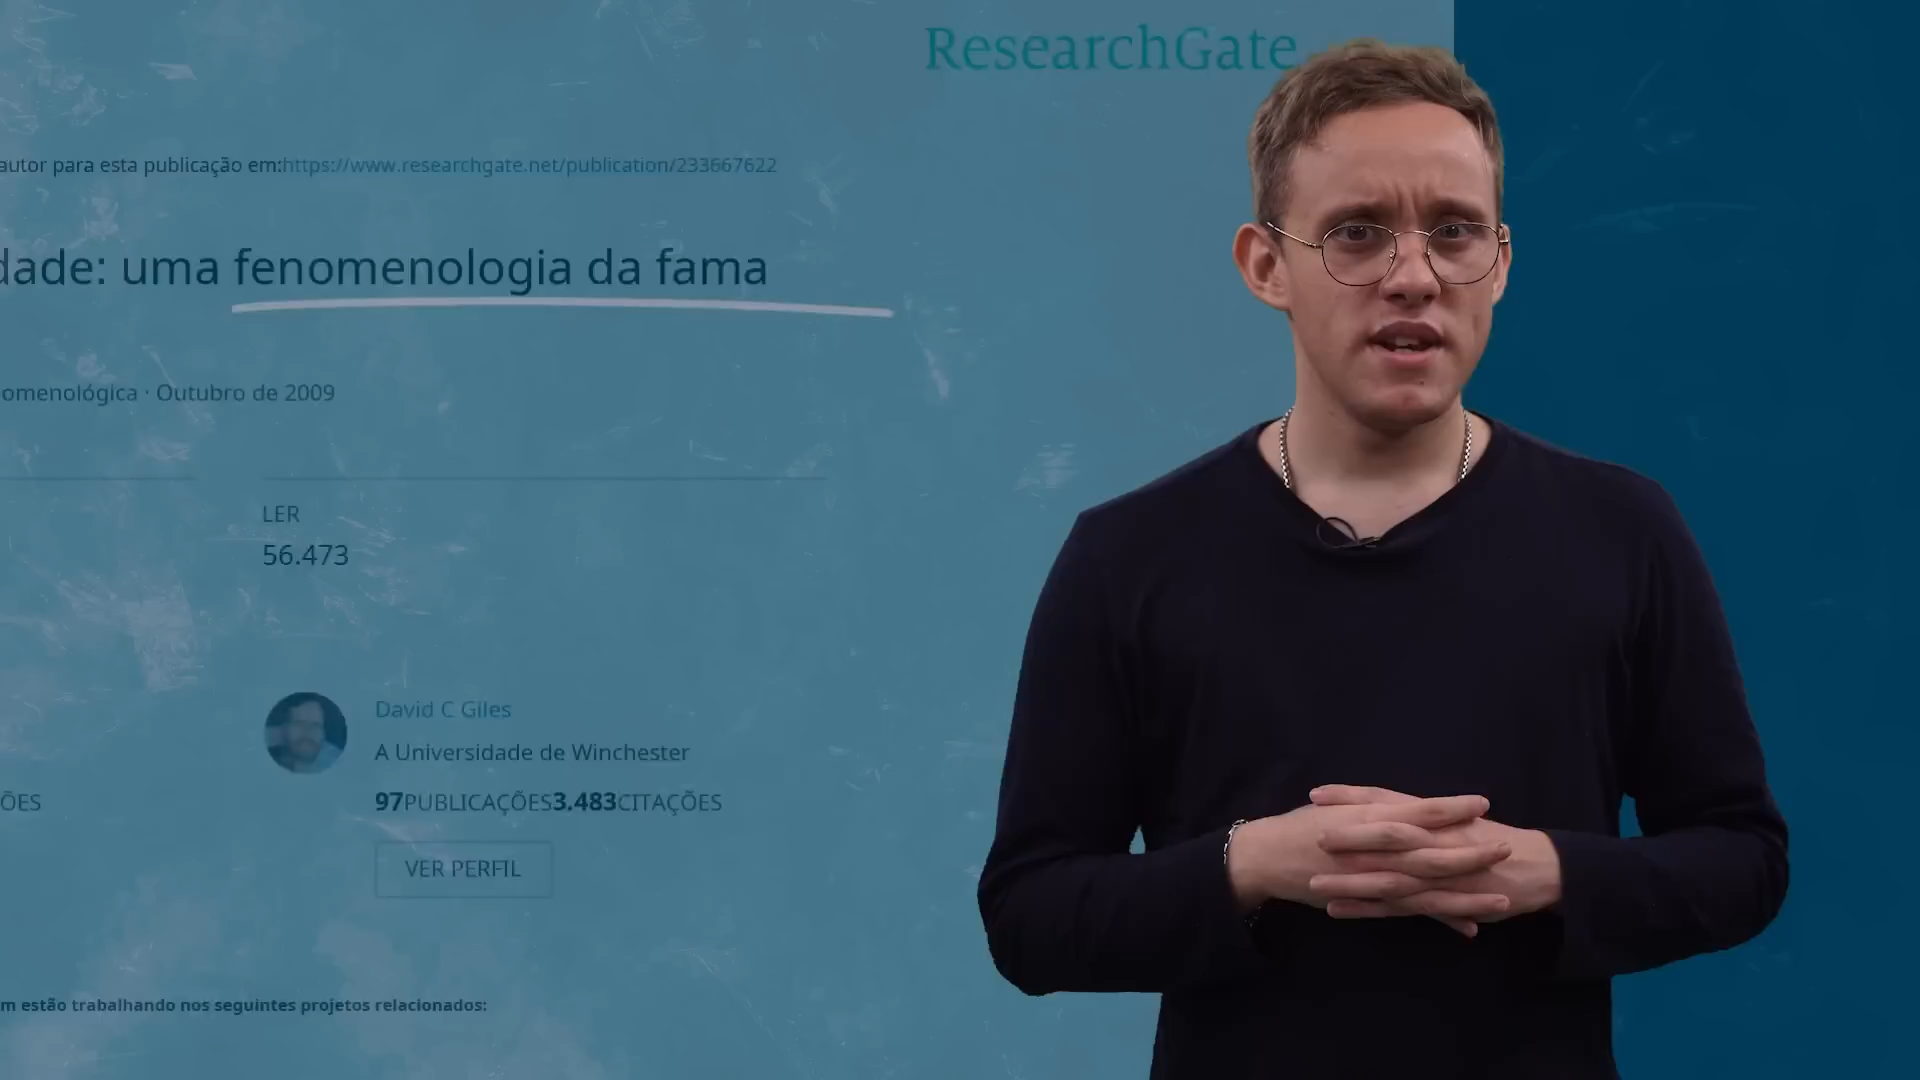 ResearchGate
autor para esta publicação em:https://www.researchgate.net/publication/233667622
dade: uma fenomenologia da fama
omenológica · Outubro de 2009
LER
56.473
David C Giles
A Universidade de Winchester
ÕES
97PUBLICAÇÕES3.483CITAÇÕES
VER PERFIL
m estão trabalhando nos seguintes projetos relacionados: